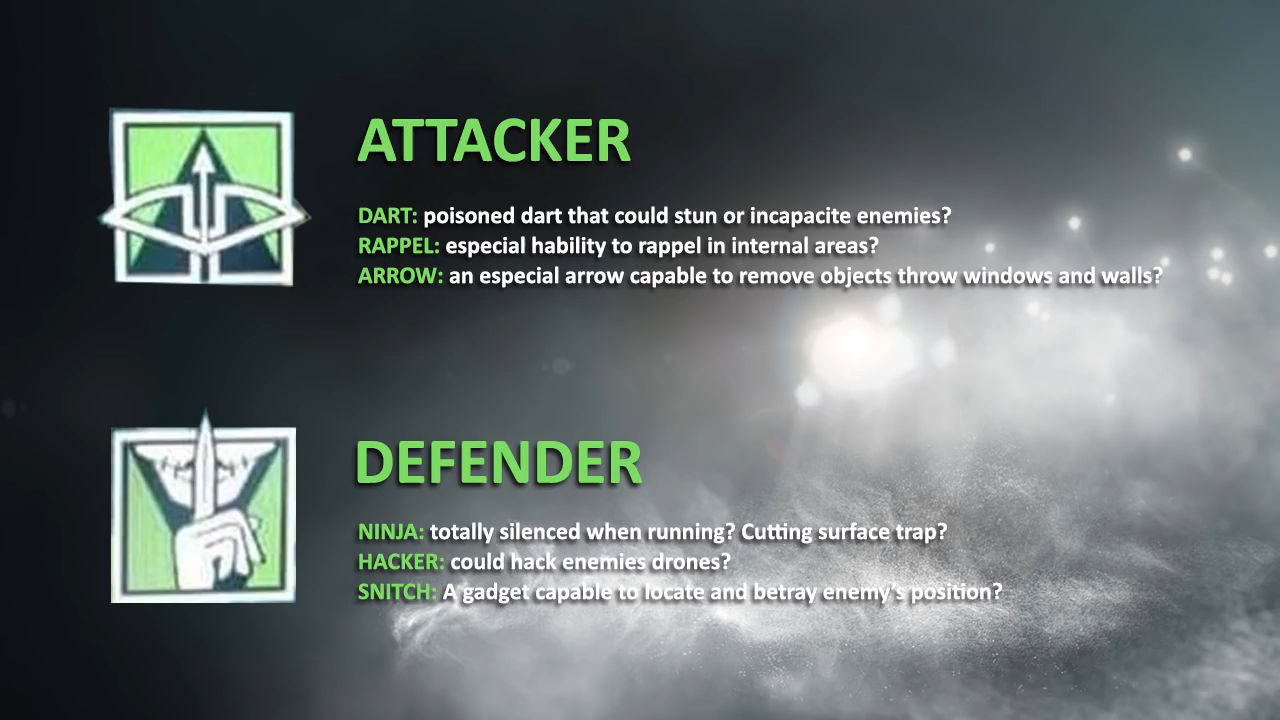 ATTACKER
DART: poisoned dart that could stun or incapacite enemies?
RAPPEL: especial hability to rappel in internal areas?
ARROW: an especial arrow capable to remove objects throw windows and walls?
DEFENDER
NINJA: totally silenced when running? Cutting surface trap?
HACKER: could hack enemies drones?
SNITCH: A gadget capable to locate and betray enemy's position?